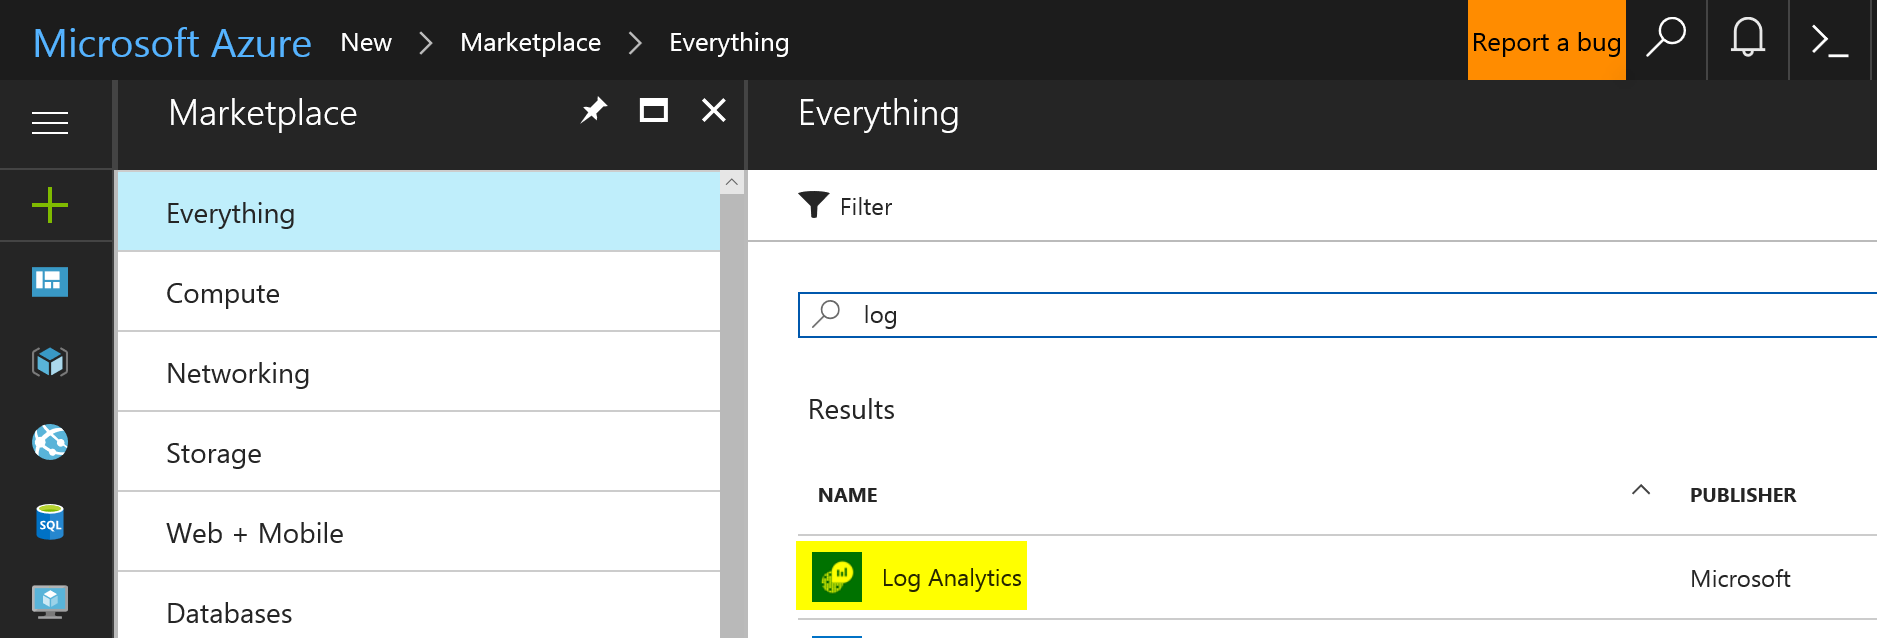 Microsoft Azure New Marketplace Everything Report a bug
Marketplace
Everything
Compute
Networking
Storage
Web + Mobile
Databases
SQL
Everything
Filter
log
Results
NAME PUBLISHER
Log Analytics Microsoft